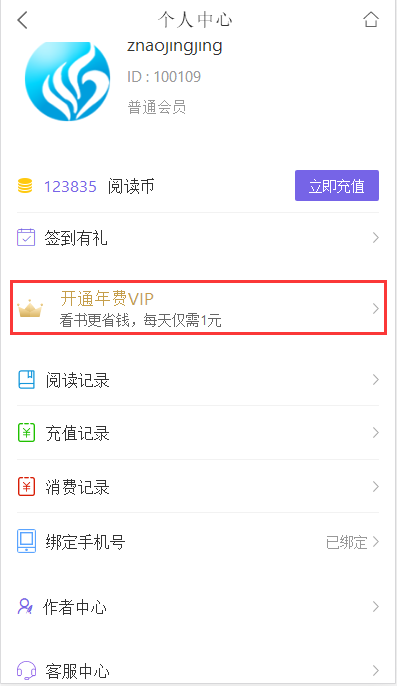 个人中心
znaojingjing
ID : 100109
普通会员
123835 阅读币
立即充值
签到有礼
开通年费VIP
看书更省钱，每天仅需1元
阅读记录
充值记录
消费记录
绑定手机号
已绑定
作者中心
客服中心